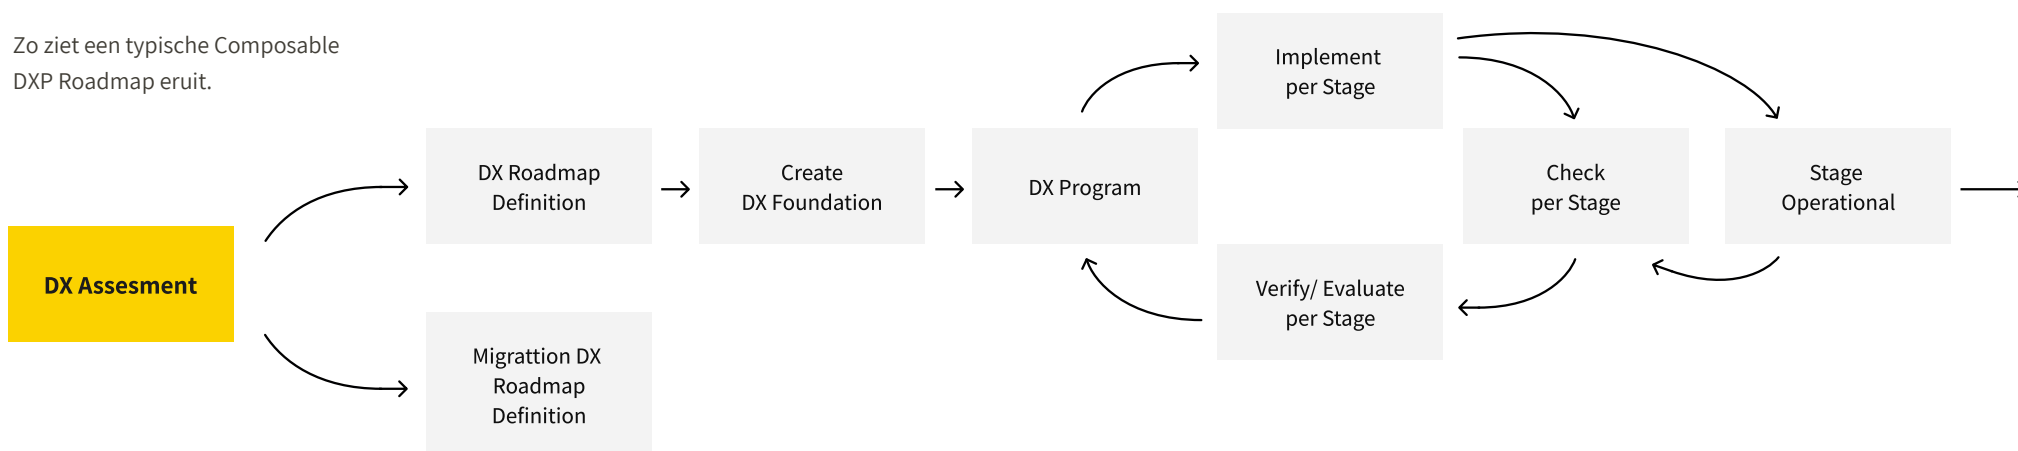 Zo ziet een typische Composable
DXP Roadmap eruit.
DX Assesment
DX Roadmap
Definition
Migrattion DX
Roadmap
Definition
Create
DX Foundation
DX Program
Implement
per Stage
Check
per Stage
Verify/ Evaluate
per Stage
Stage
Operational